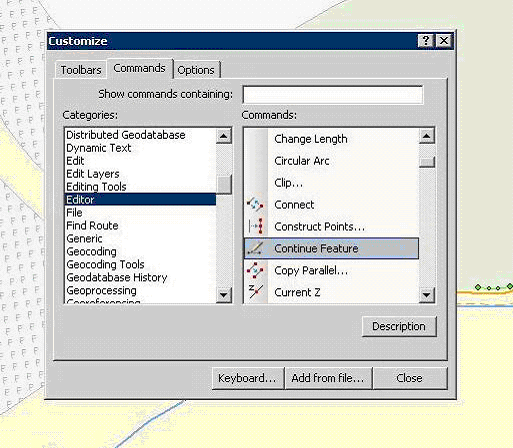 Customize
Toolbars Commands Options
Show commands containing:
Categories: Commands:
Distributed Geodatabase
Dynamic Text
Edit
Edit Layers
Editing Tools
Editor
File
Find Route
Generic
Geocoding
Geocoding Tools
Geodatabase History
Geoprocessing
Georeferencing
Change Length
Circular Arc
Clip...
Connect
Construct Points...
Continue Feature
Copy Parallel...
Current Z
Description
Keyboard... Add from file... Close